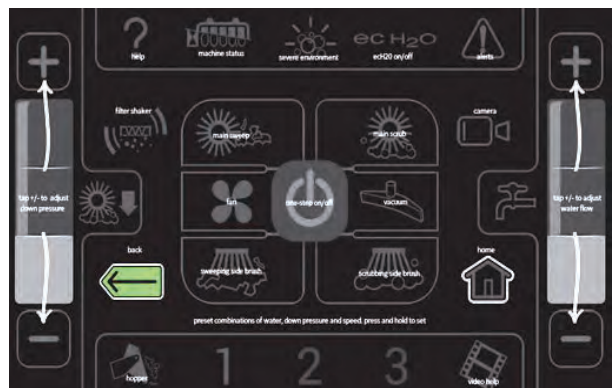 ec H2O
help
machine status
severe environment
ecH20 on/off
alerts
filter shaker
camera
main sweep
main scrub
tap +/- to adjust
down pressure
fan
one-step on/off
vacuum
tap +/- to adjust
water flow
back
home
sweeping side brush
scrubbing side brush
preset combinations of water, down pressure and speed. press and hold to set
1 2 3
hopper
video help